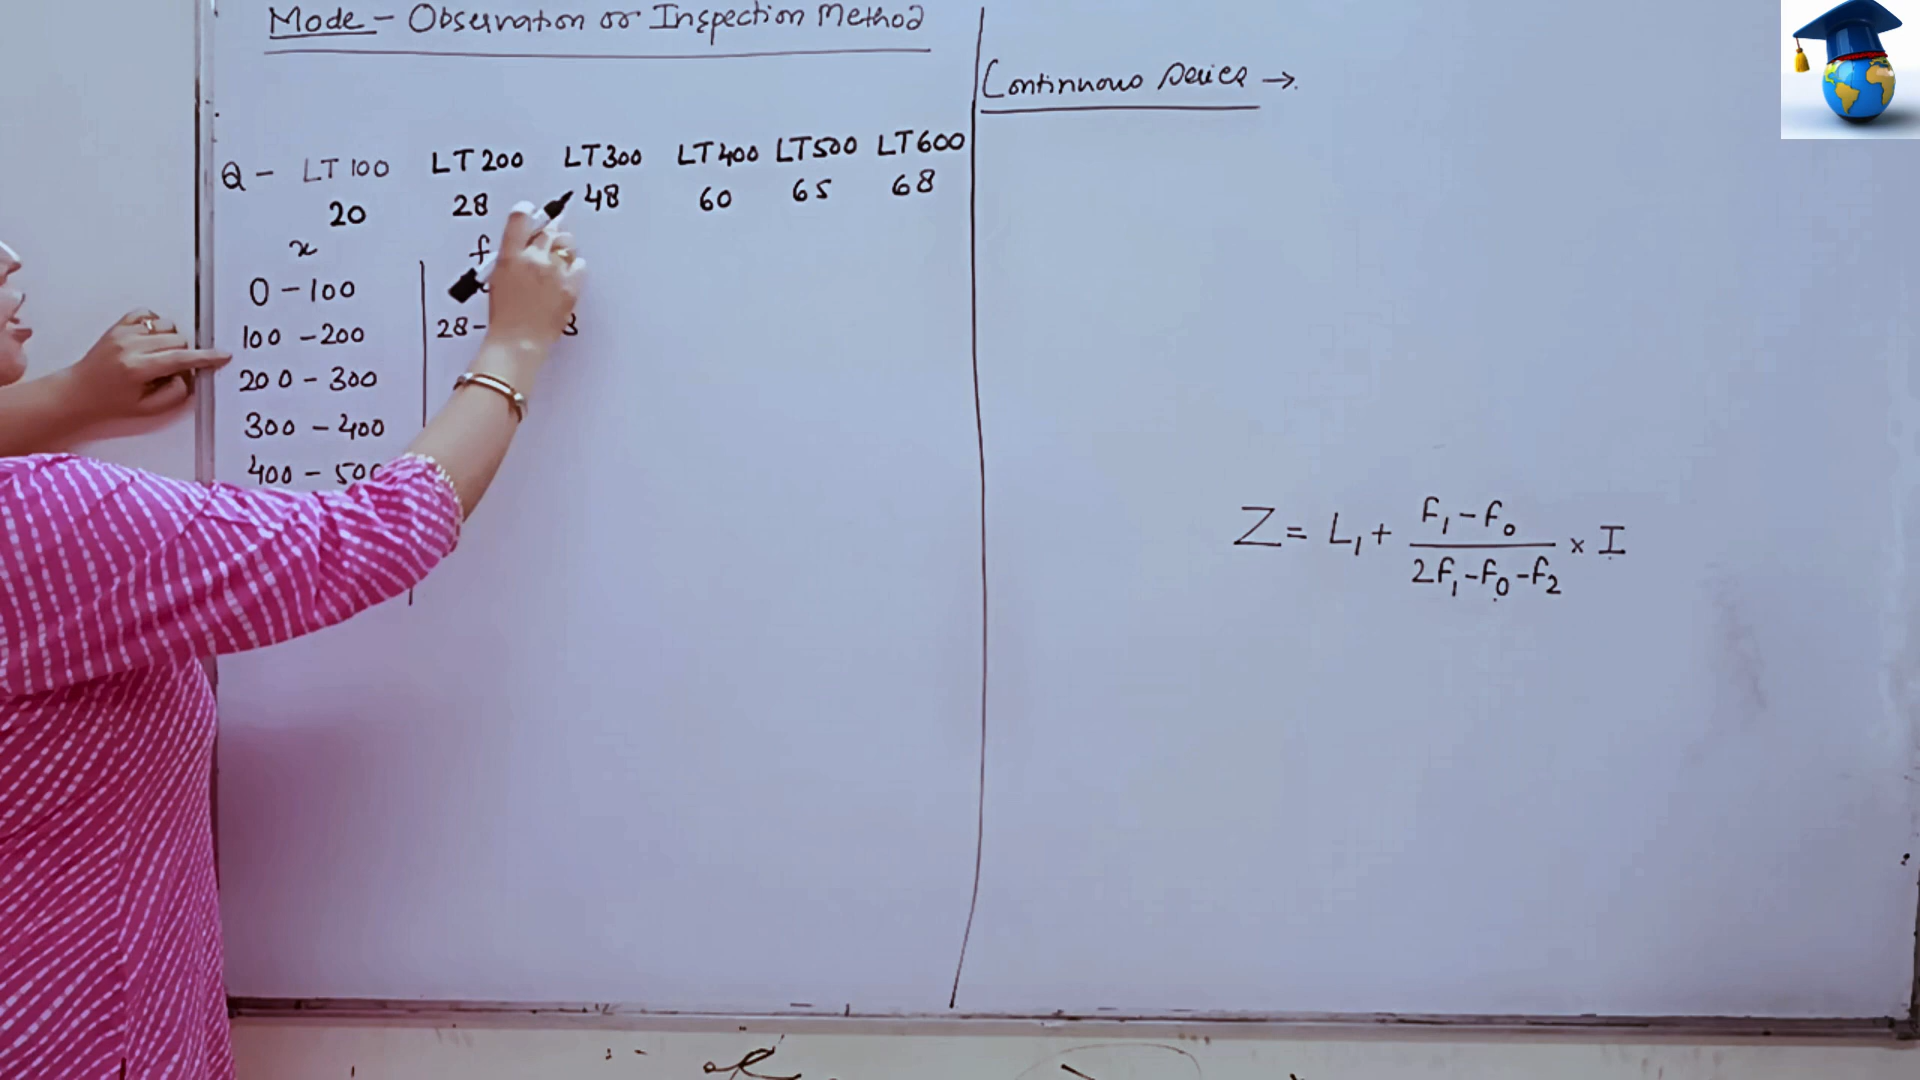 Mode - Observation or Inspection Method
Q - LT 100 LT 200 LT 300 LT 400 LT 500 LT 600
20 28 48 60 65 68
x f
0 - 100
100 - 200 28-
200 - 300
300 - 400
400 - 500
Continuous Series →
Z = L₁ + f₁ - f₀ / 2f₁ - f₀ - f₂ × I